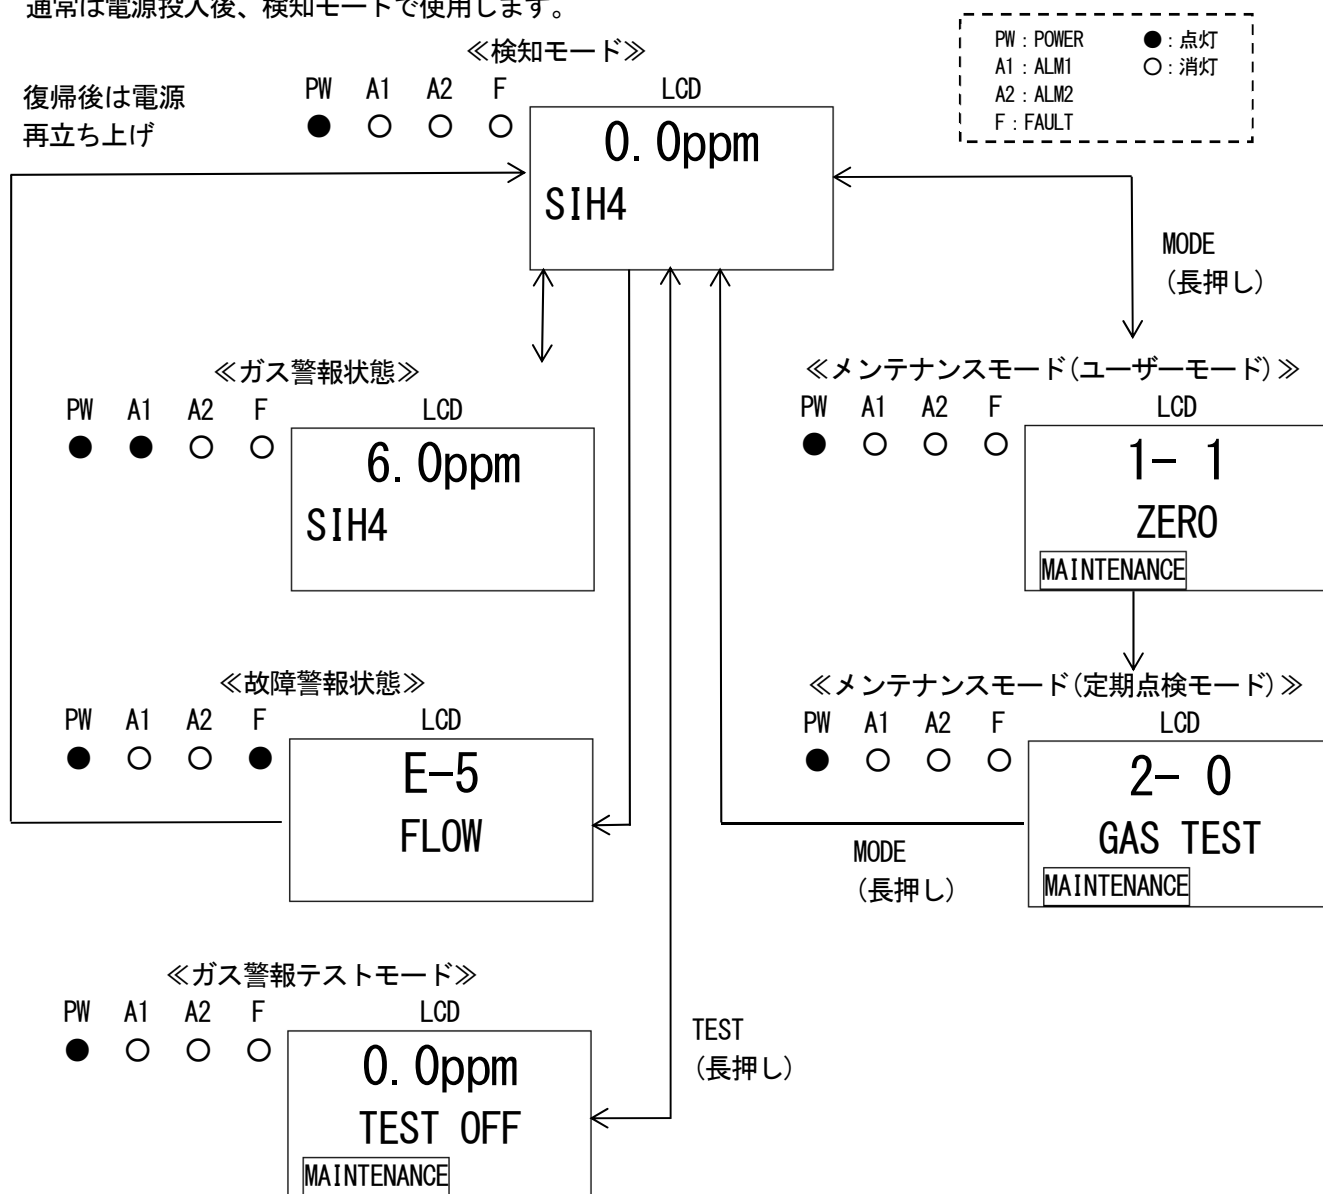 通常は電源投入後、検知モードで使用します。
≪検知モード≫
PW : POWER ●：点灯
A1 : ALM1 ○：消灯
A2 : ALM2
F : FAULT
復帰後は電源
再立ち上げ
PW A1 A2 F LCD
● ○ ○ ○
0.0ppm
SIH4
MODE
（長押し）
≪ガス警報状態≫
PW A1 A2 F LCD
● ● ○ ○
6.0ppm
SIH4
≪メンテナンスモード(ユーザーモード)≫
PW A1 A2 F LCD
● ○ ○ ○
1- 1
ZERO
MAINTENANCE
≪故障警報状態≫
PW A1 A2 F LCD
● ○ ○ ●
E-5
FLOW
≪メンテナンスモード(定期点検モード)≫
PW A1 A2 F LCD
● ○ ○ ○
2- 0
GAS TEST
MAINTENANCE
MODE
（長押し）
≪ガス警報テストモード≫
PW A1 A2 F LCD
● ○ ○ ○
0.0ppm
TEST OFF
MAINTENANCE
TEST
（長押し）